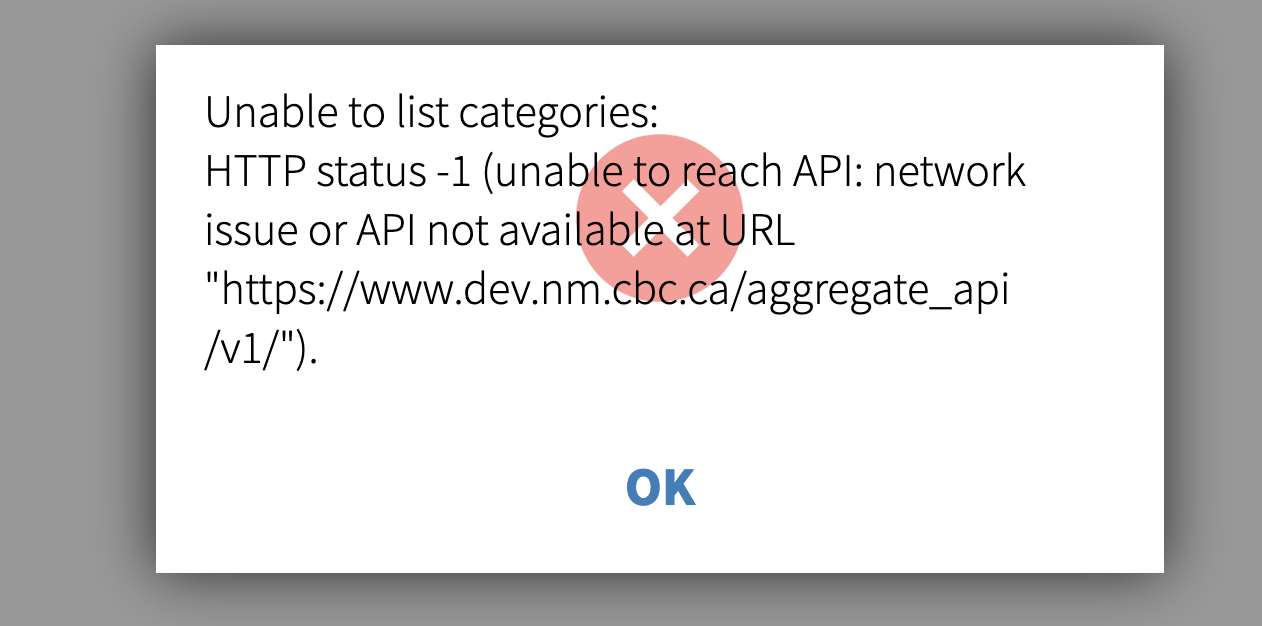 Unable to list categories:
HTTP status -1 (unable to reach API: network
issue or API not available at URL
"https://www.dev.nm.cbc.ca/aggregate_api
/v1/").
OK